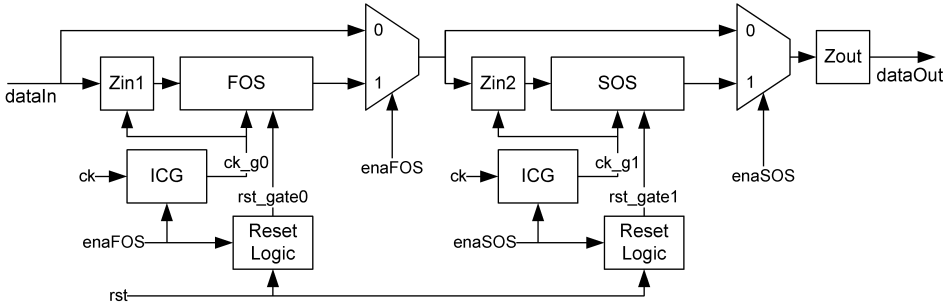 0
0
Zin1
FOS
1
Zin2
SOS
1
Zout
dataIn
dataOut
ck
ICG
ck_g0
enaFOS
ck
ICG
ck_g1
enaSOS
rst_gate0
rst_gate1
enaFOS
Reset
Logic
enaSOS
Reset
Logic
rst